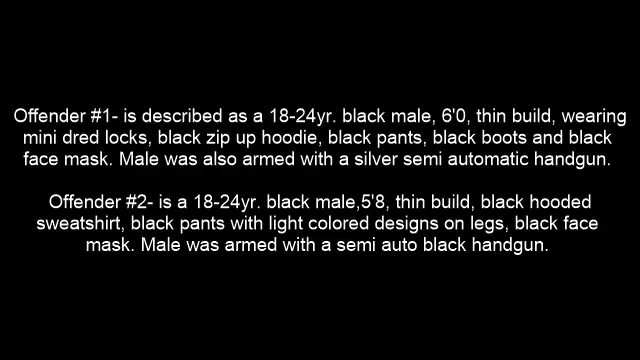 Offender #1- is described as a 18-24yr. black male, 6'0, thin build, wearing
mini dred locks, black zip up hoodie, black pants, black boots and black
face mask. Male was also armed with a silver semi automatic handgun.
Offender #2- is a 18-24yr. black male,5'8, thin build, black hooded
sweatshirt, black pants with light colored designs on legs, black face
mask. Male was armed with a semi auto black handgun.